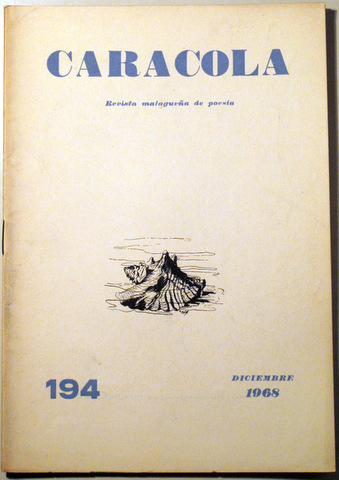 CARACOLA
Revista malagueña de poesía
194
DICIEMBRE
1968